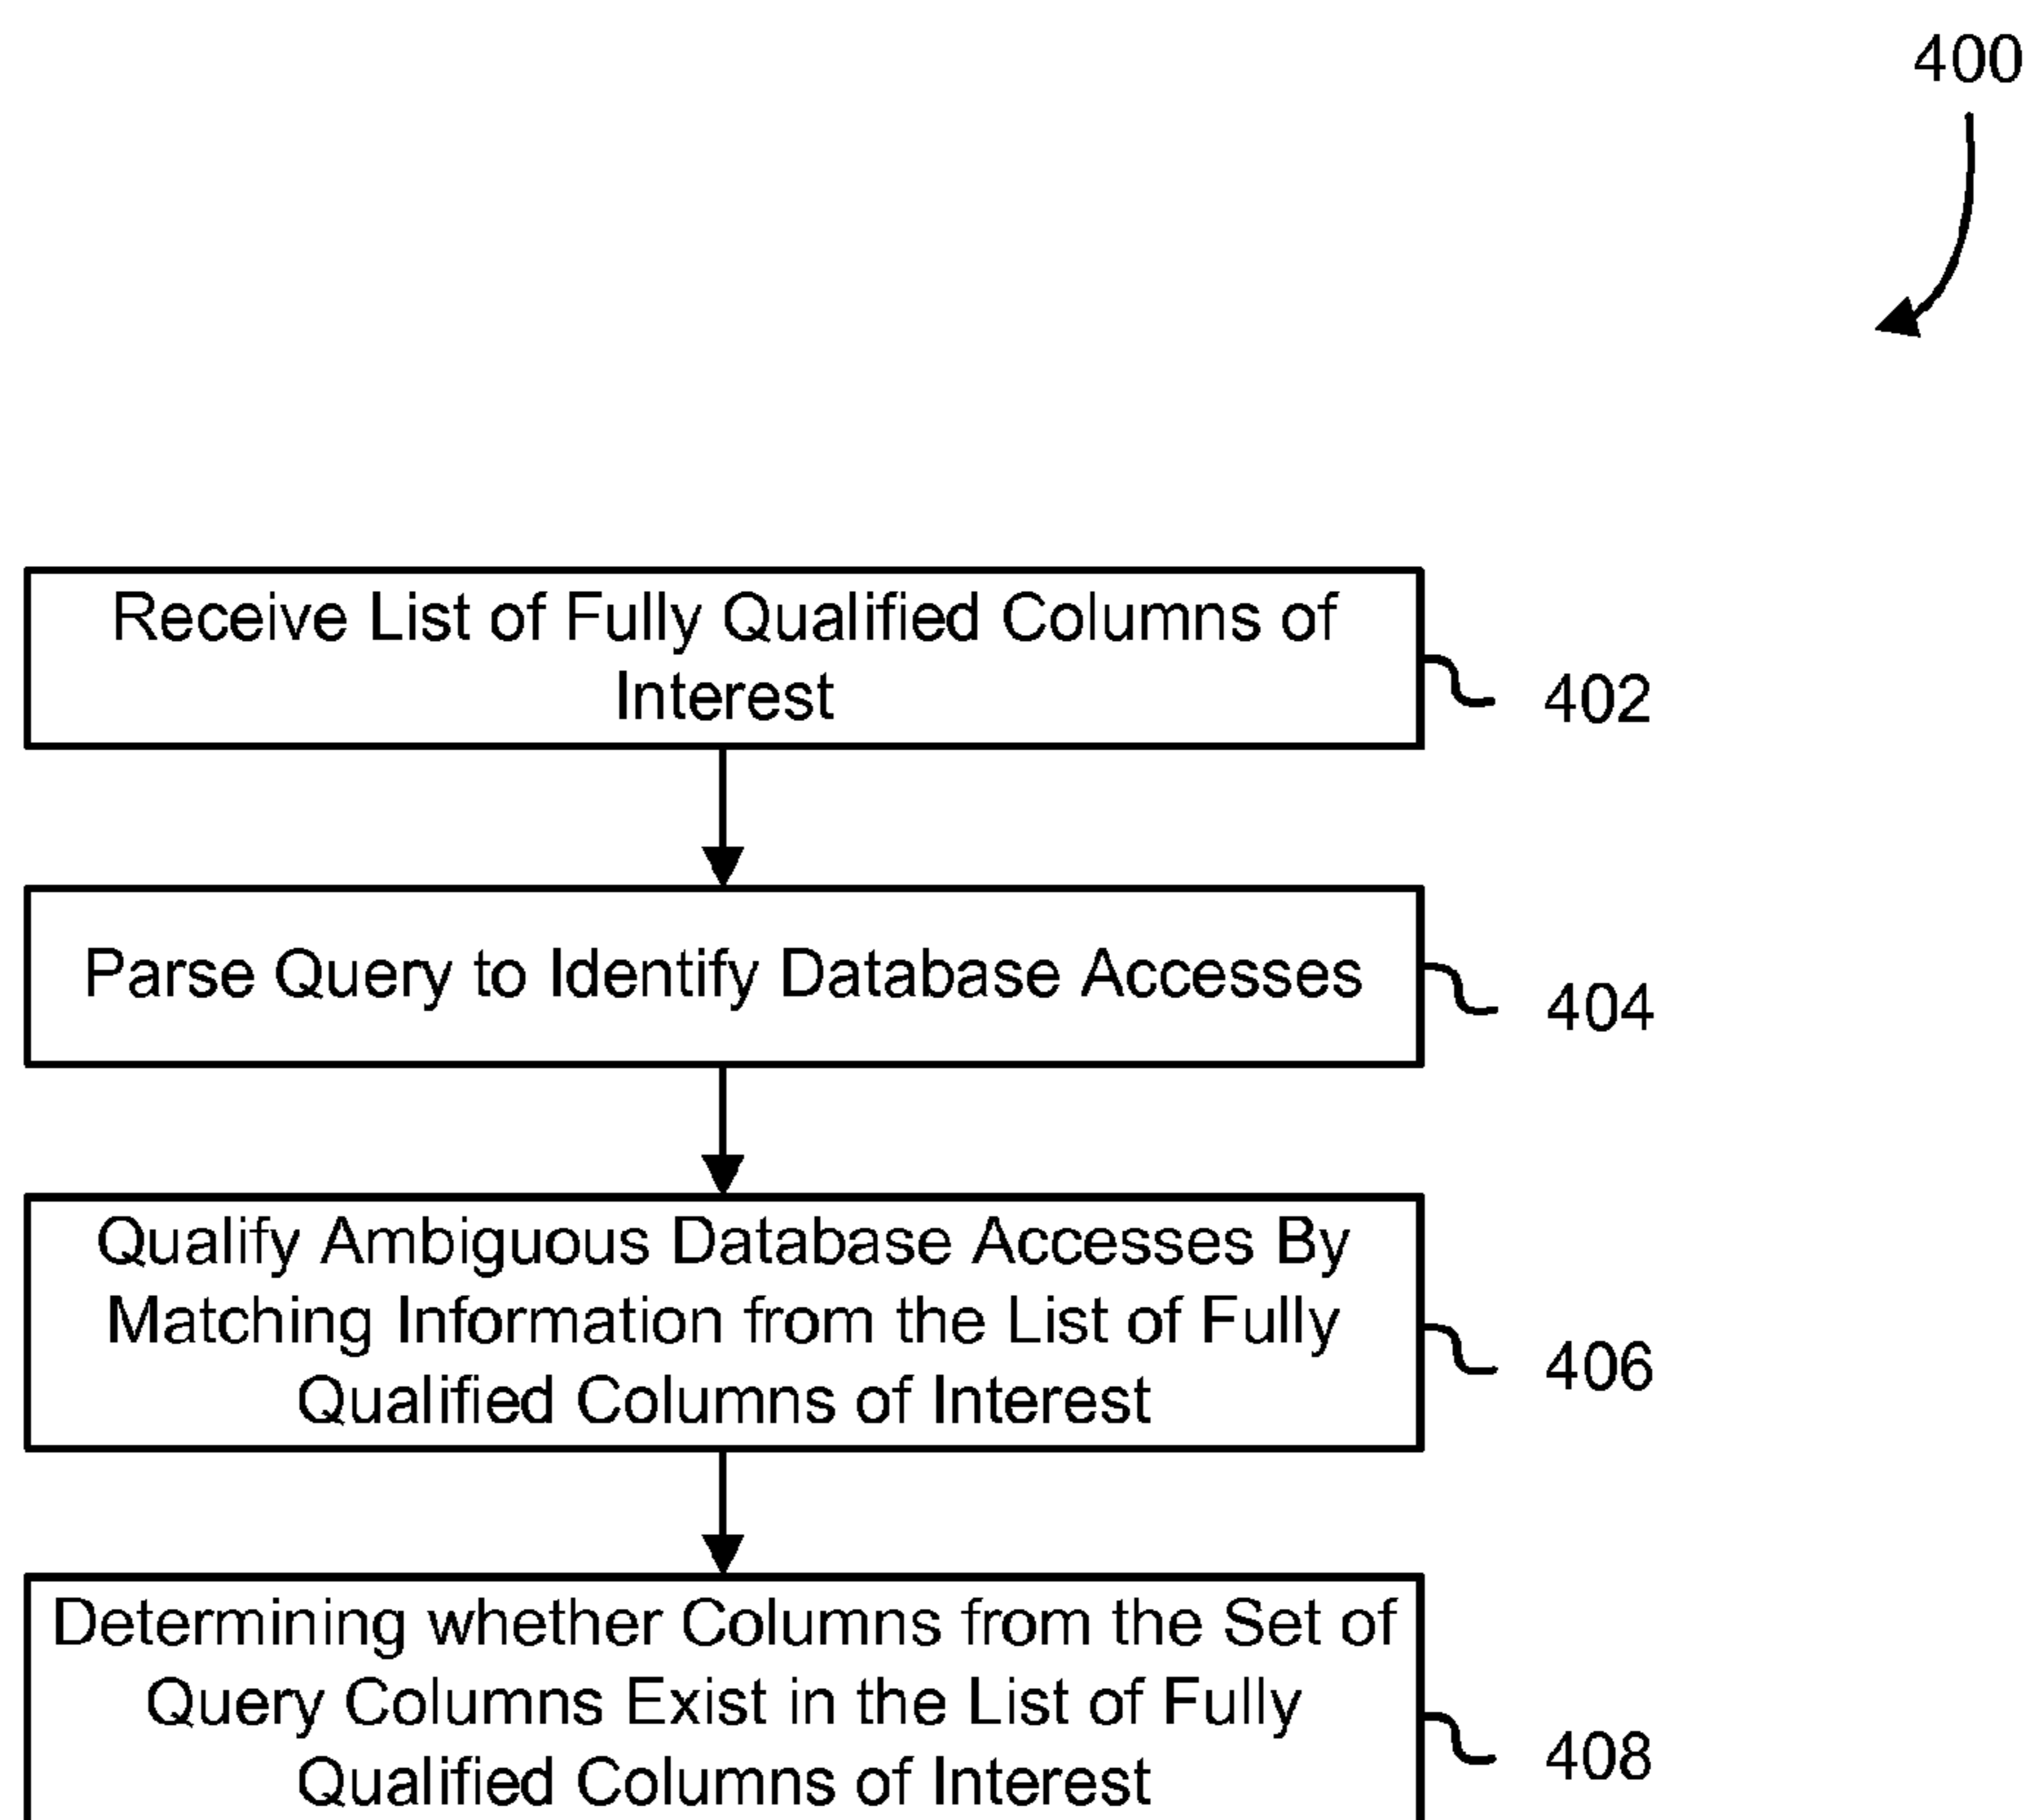 400
Receive List of Fully Qualified Columns of
Interest
402
Parse Query to Identify Database Accesses
404
Qualify Ambiguous Database Accesses By
Matching Information from the List of Fully
Qualified Columns of Interest
406
Determining whether Columns from the Set of
Query Columns Exist in the List of Fully
Qualified Columns of Interest
408